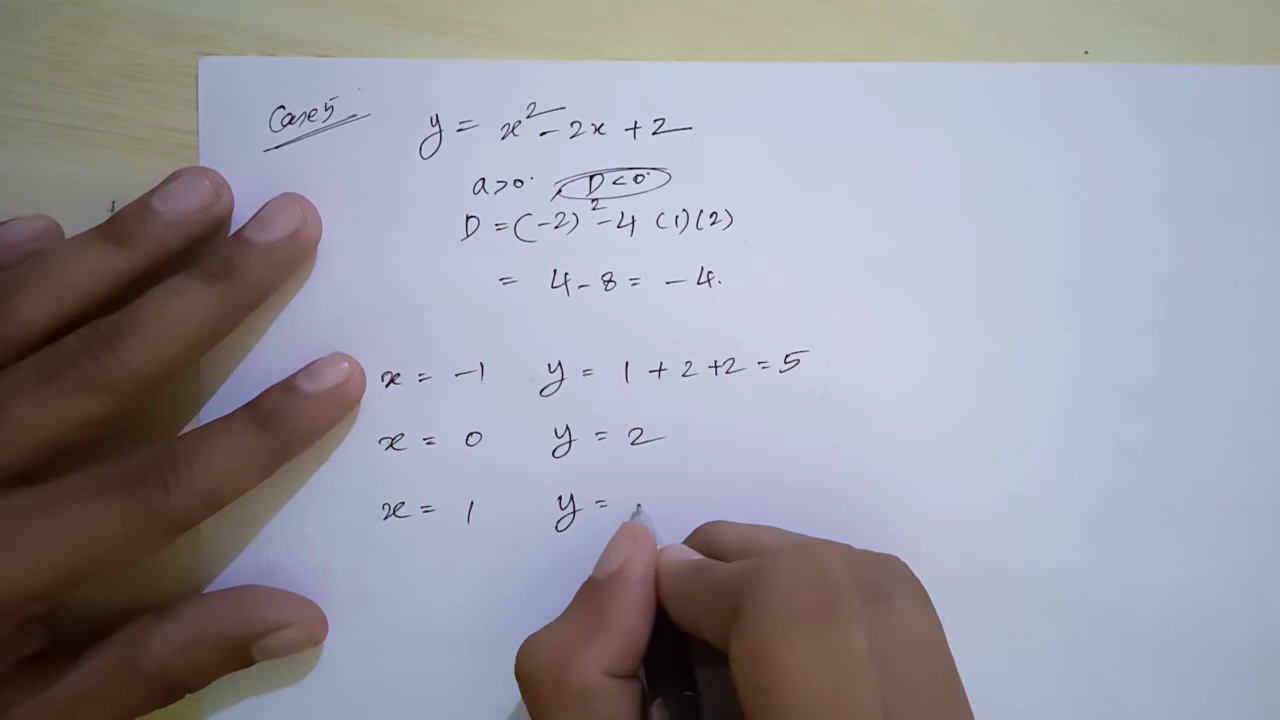 Case 5
y = x² - 2x + 2
a>0. D<0.
D = (-2)² - 4 (1)(2)
= 4 - 8 = - 4.
x = -1 y = 1 + 2 + 2 = 5
x = 0 y = 2
x = 1 y =